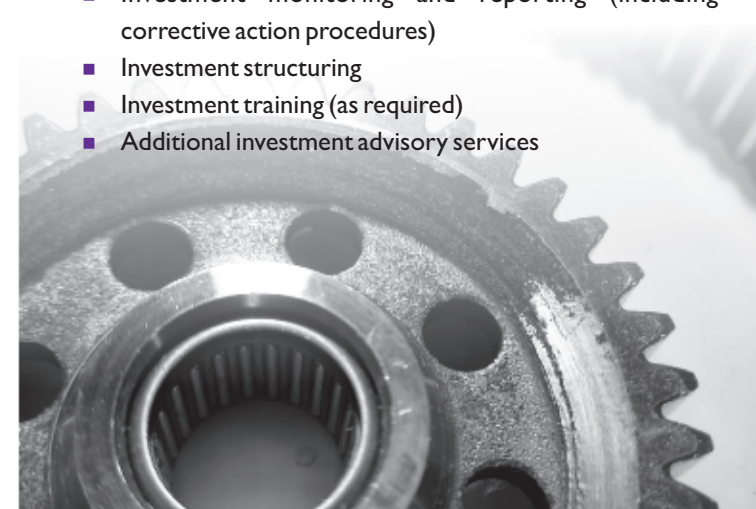 Investment monitoring and reporting (including
corrective action procedures)
Investment structuring
Investment training (as required)
Additional investment advisory services